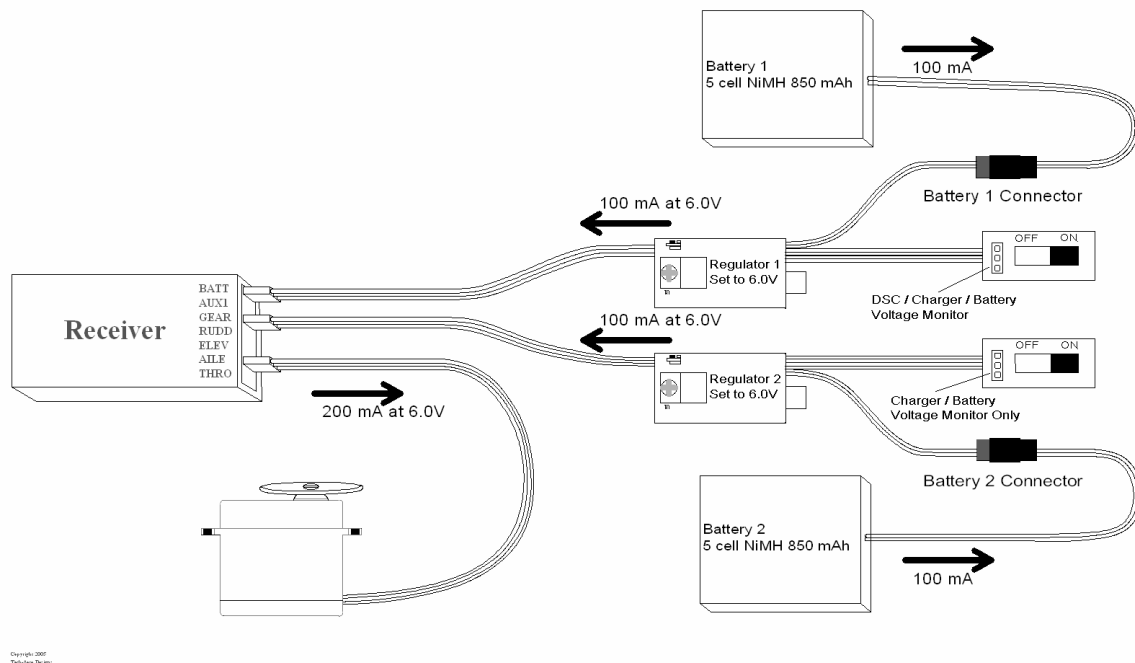 Battery 1
5 cell NiMH 850 mAh
100 mA
Battery 1 Connector
100 mA at 6.0V
Regulator 1
Set to 6.0V
OFF ON
DSC / Charger / Battery
Voltage Monitor
Receiver
BATT
AUX1
GEAR
RUDD
ELEV
AILE
THRO
100 mA at 6.0V
Regulator 2
Set to 6.0V
OFF ON
Charger / Battery
Voltage Monitor Only
200 mA at 6.0V
Battery 2 Connector
Battery 2
5 cell NiMH 850 mAh
100 mA
Copyright 2007